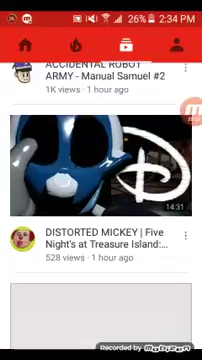 26% 2:34 PM
ACCIDENTAL ROBOT
ARMY - Manual Samuel #2
1K views · 1 hour ago
14:31
DISTORTED MICKEY | Five
Night's at Treasure Island:...
528 views · 1 hour ago
Recorded by Mobizen